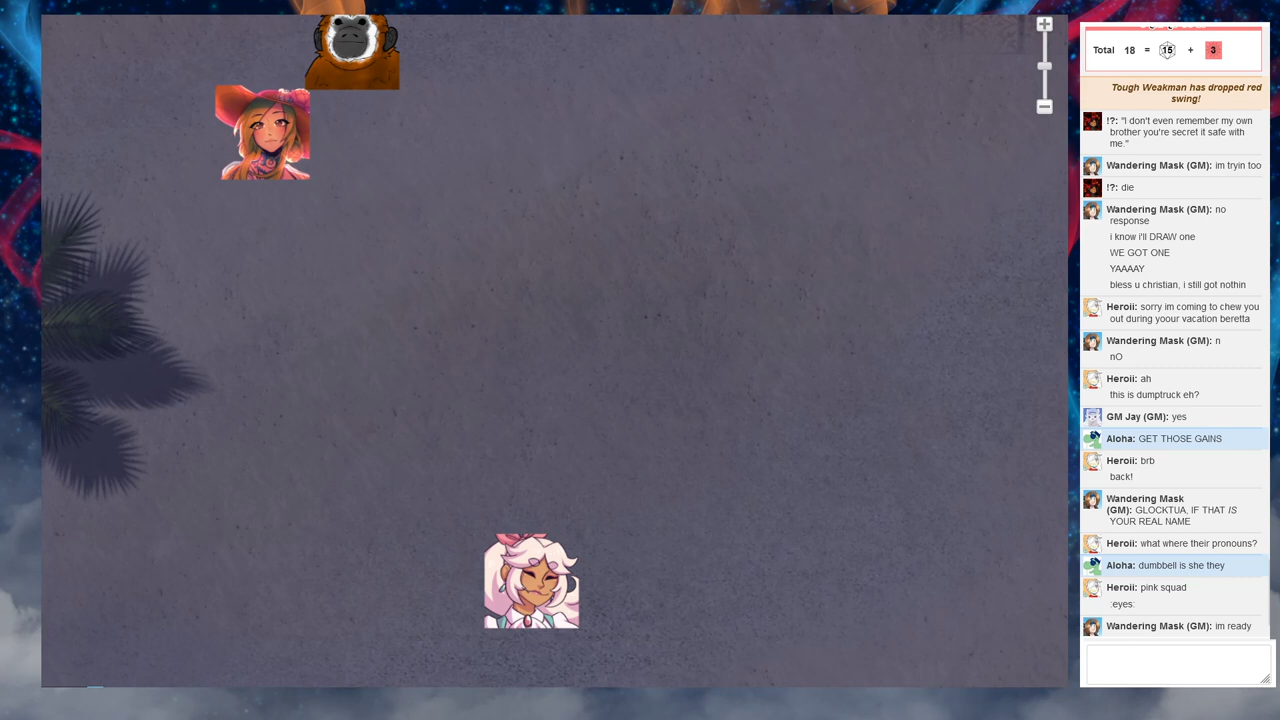 Total 18 = 15 + 3
Tough Weakman has dropped red
swing!
!?: "I don't even remember my own
brother you're secret it safe with
me."
Wandering Mask (GM): im tryin too
!?: die
Wandering Mask (GM): no
response
i know i'll DRAW one
WE GOT ONE
YAAAAY
bless u christian, i still got nothin
Heroii: sorry im coming to chew you
out during yoour vacation beretta
Wandering Mask (GM): n
nO
Heroii: ah
this is dumptruck eh?
GM Jay (GM): yes
Aloha: GET THOSE GAINS
Heroii: brb
back!
Wandering Mask
(GM): GLOCKTUA, IF THAT IS
YOUR REAL NAME
Heroii: what where their pronouns?
Aloha: dumbbell is she they
Heroii: pink squad
:eyes:
Wandering Mask (GM): im ready